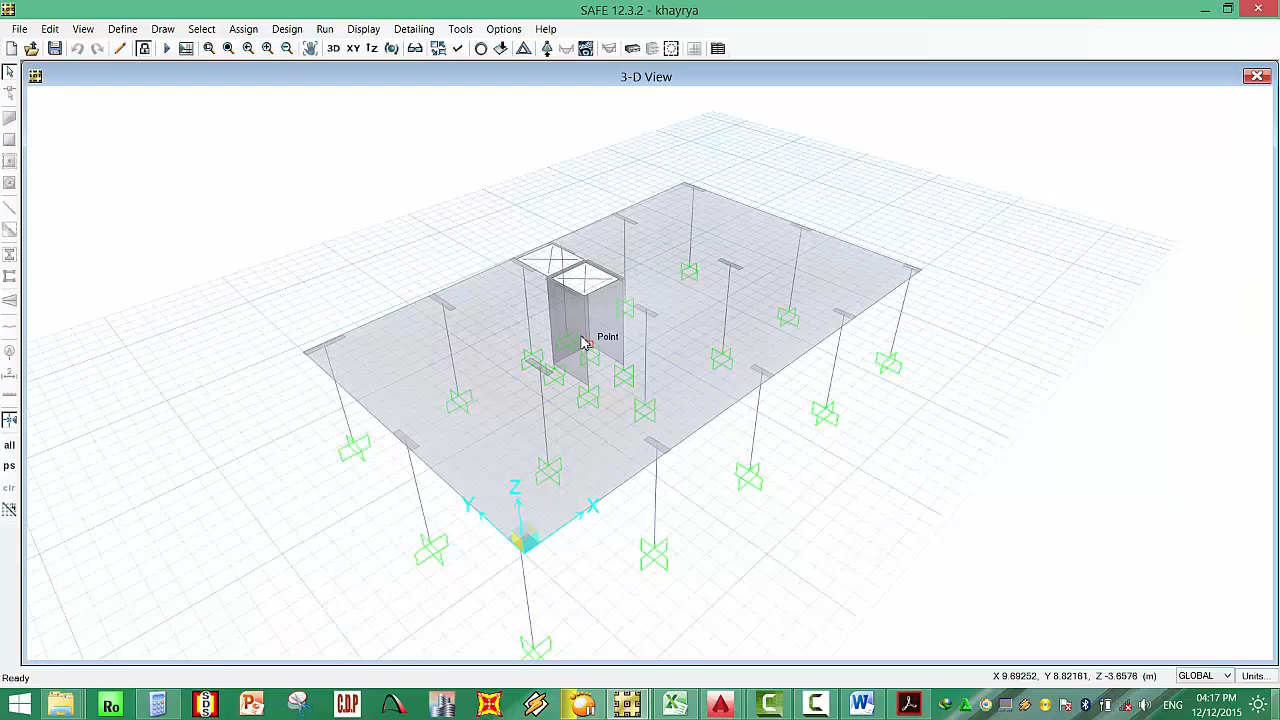 SAFE 12.3.2 - khayrya
File Edit View Define Draw Select Assign Design Run Display Detailing Tools Options Help
3D XY
3-D View
Point
Z
Y X
all
ps
clr
Ready
X 9.69252, Y 8.82161, Z -3.6578 (m) GLOBAL Units...
Ro SDS C.D.P ENG
04:17 PM
12/12/2015